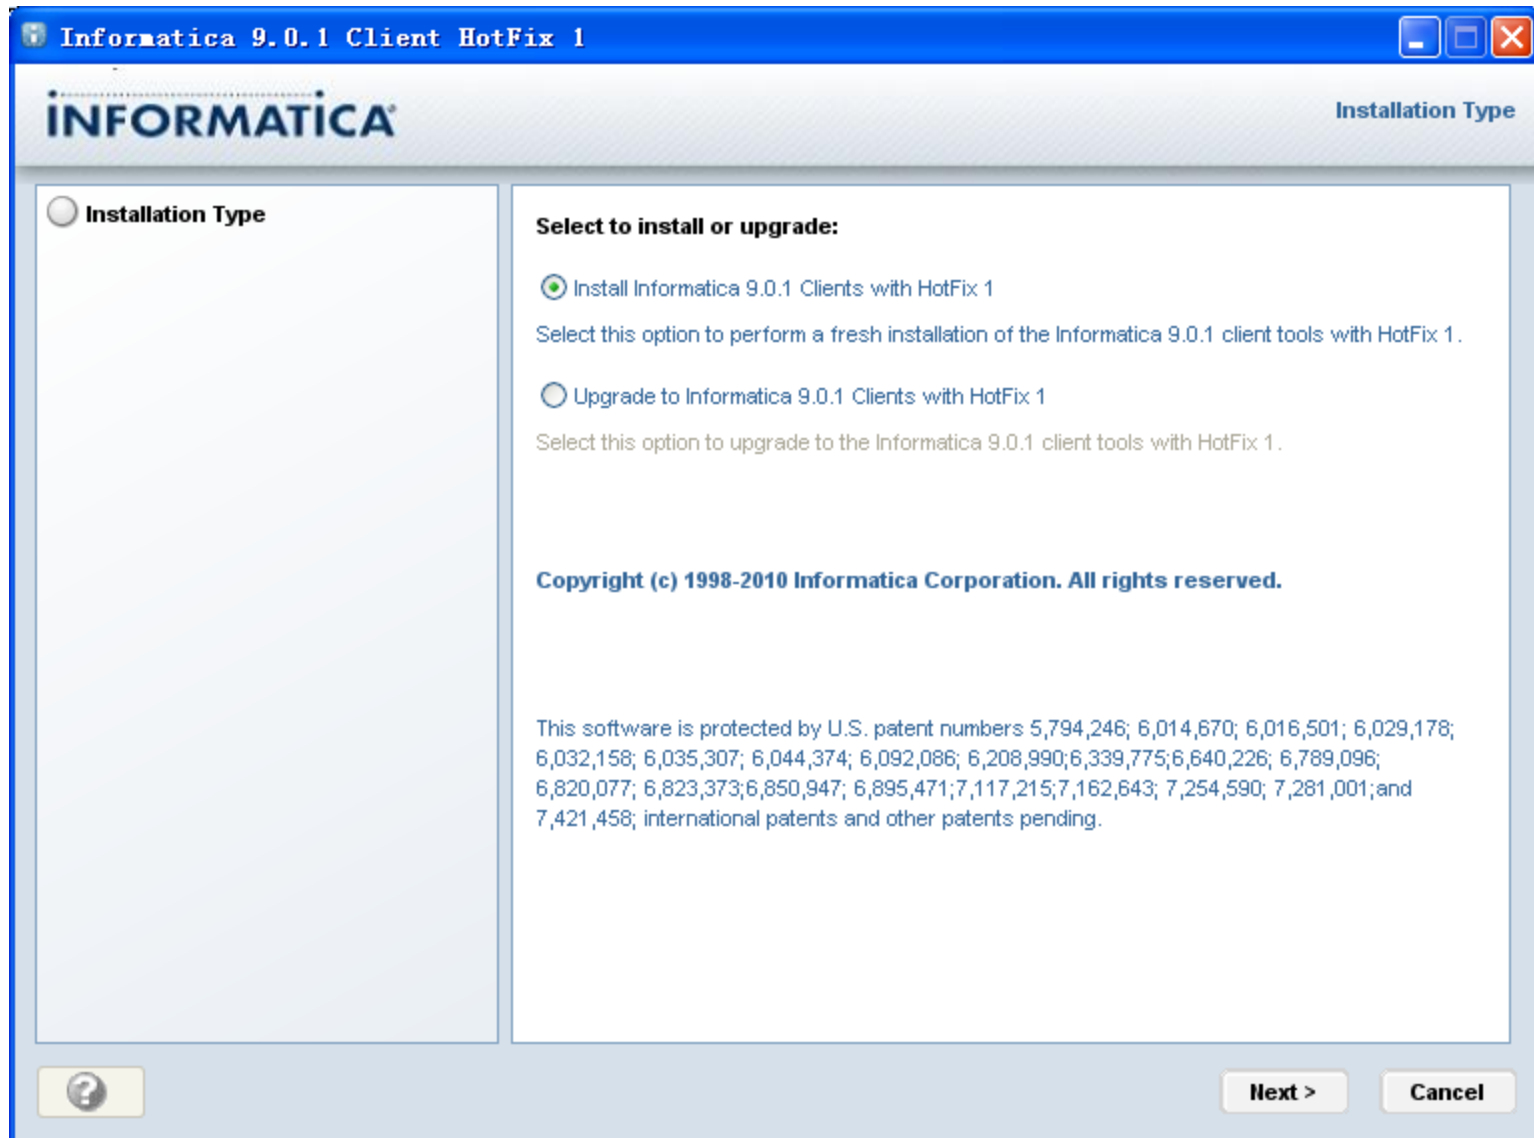 Informatica 9.0.1 Client HotFix 1
INFORMATICA®
Installation Type
Installation Type
Select to install or upgrade:
Install Informatica 9.0.1 Clients with HotFix 1
Select this option to perform a fresh installation of the Informatica 9.0.1 client tools with HotFix 1.
Upgrade to Informatica 9.0.1 Clients with HotFix 1
Select this option to upgrade to the Informatica 9.0.1 client tools with HotFix 1.
Copyright (c) 1998-2010 Informatica Corporation. All rights reserved.
This software is protected by U.S. patent numbers 5,794,246; 6,014,670; 6,016,501; 6,029,178;
6,032,158; 6,035,307; 6,044,374; 6,092,086; 6,208,990;6,339,775;6,640,226; 6,789,096;
6,820,077; 6,823,373;6,850,947; 6,895,471;7,117,215;7,162,643; 7,254,590; 7,281,001;and
7,421,458; international patents and other patents pending.
?
Next >
Cancel